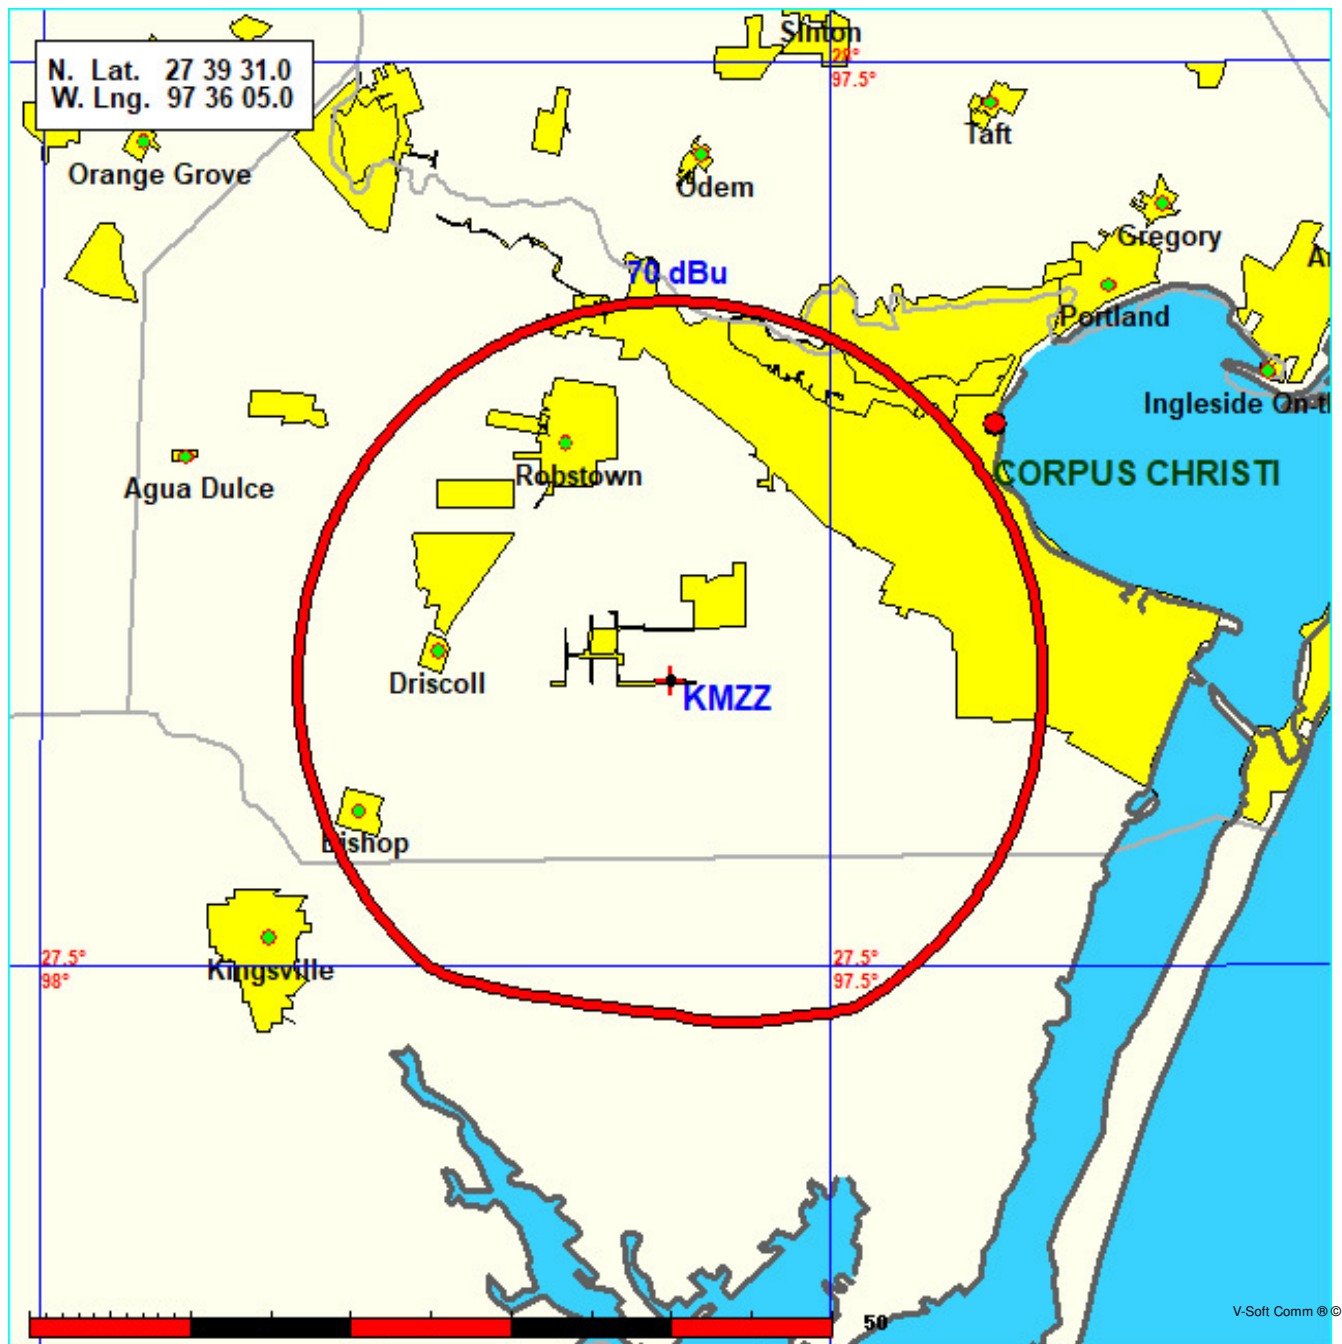 Sinton
N. Lat. 27 39 31.0
W. Lng. 97 36 05.0
28°
97.5°
Taft
Orange Grove
Odem
Gregory
70 dBu
Portland
Ingleside On-t
Robstown
CORPUS CHRISTI
Agua Dulce
Driscoll
KMZZ
Bishop
27.5°
98°
27.5°
97.5°
Kingsville
50
V-Soft Comm ® ©